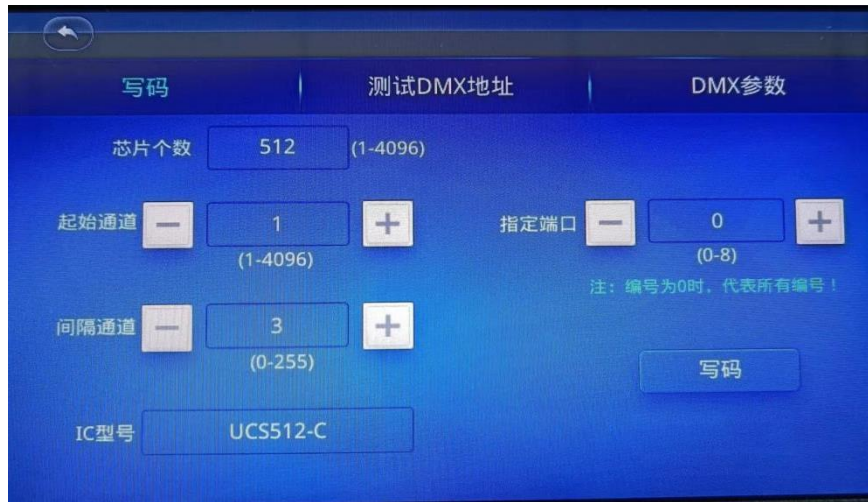 写码 测试DMX地址 DMX参数
芯片个数 512 (1-4096)
起始通道 — 1 + 指定端口 — 0 +
(1-4096) (0-8)
注：编号为0时，代表所有编号！
间隔通道 — 3 +
(0-255) 写码
IC型号 UCS512-C